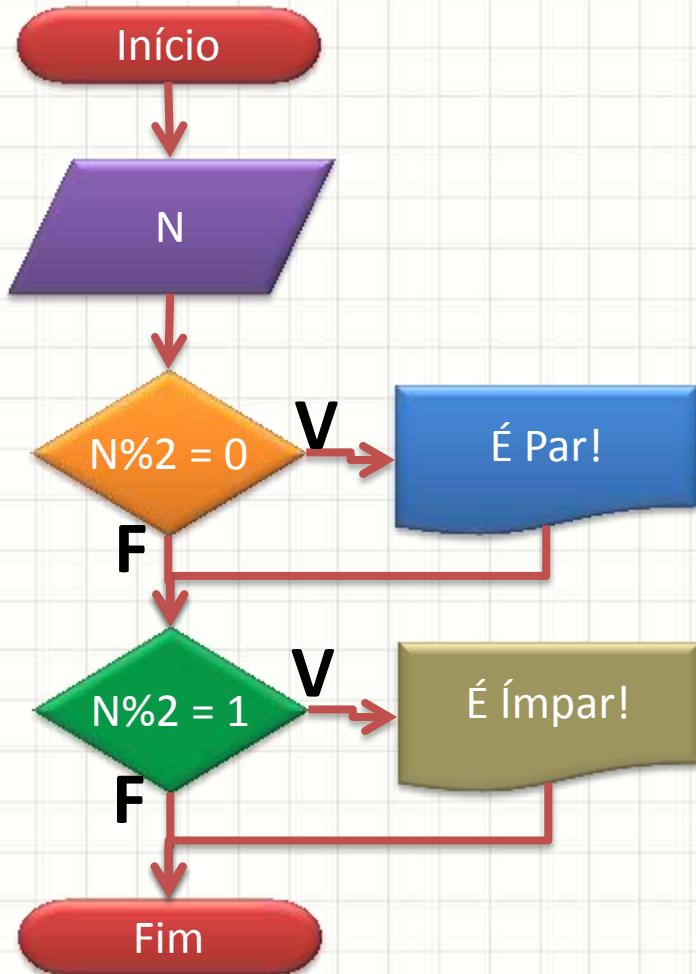 Início
N
N%2 = 0
V
É Par!
F
N%2 = 1
V
É Ímpar!
F
Fim